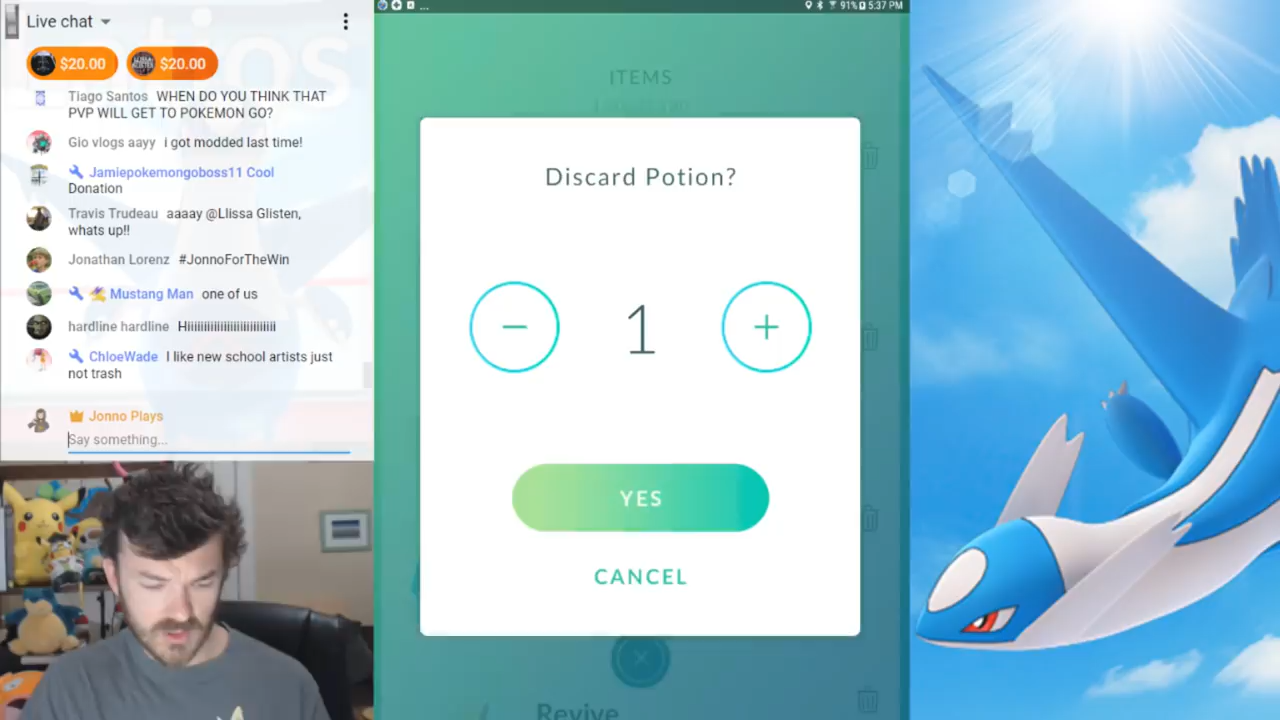 Live chat
$20.00 $20.00
Tiago Santos WHEN DO YOU THINK THAT
PVP WILL GET TO POKEMON GO?
Gio vlogs aayy i got modded last time!
Jamiepokemongoboss11 Cool
Donation
Travis Trudeau aaaay @Llissa Glisten,
whats up!!
Jonathan Lorenz #JonnoForTheWin
Mustang Man one of us
hardline hardline Hiiiiiiiiiiiiiiiiiiiiiiiiiii
ChloeWade I like new school artists just
not trash
Jonno Plays
Say something...
... 91% 5:37 PM
ITEMS
Discard Potion?
− 1 +
YES
CANCEL
Revive